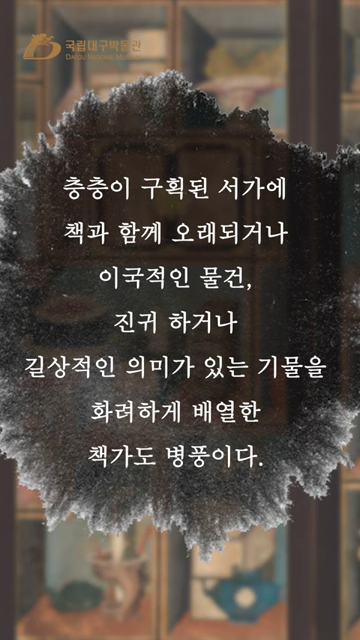 국립대구박물관
층층이 구획된 서가에
책과 함께 오래되거나
이국적인 물건,
진귀 하거나
길상적인 의미가 있는 기물을
화려하게 배열한
책가도 병풍이다.